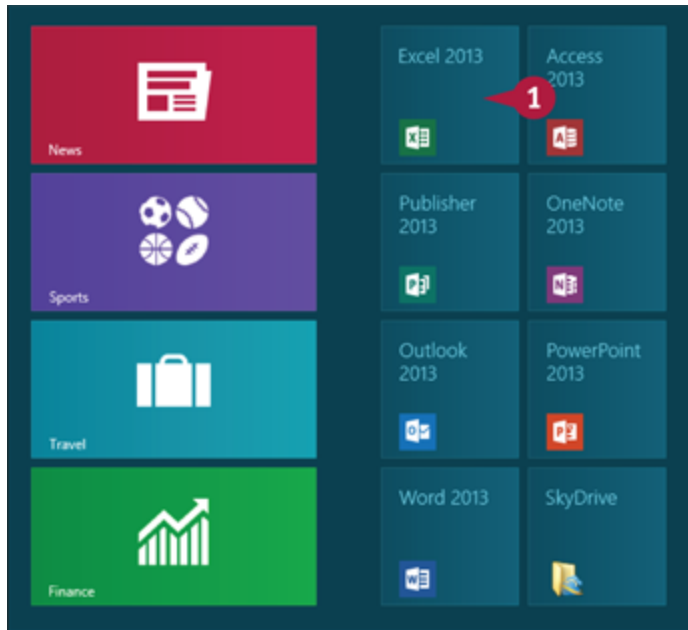 News
Sports
Travel
Finance
Excel 2013
1
Access
2013
Publisher
2013
OneNote
2013
Outlook
2013
PowerPoint
2013
Word 2013
SkyDrive